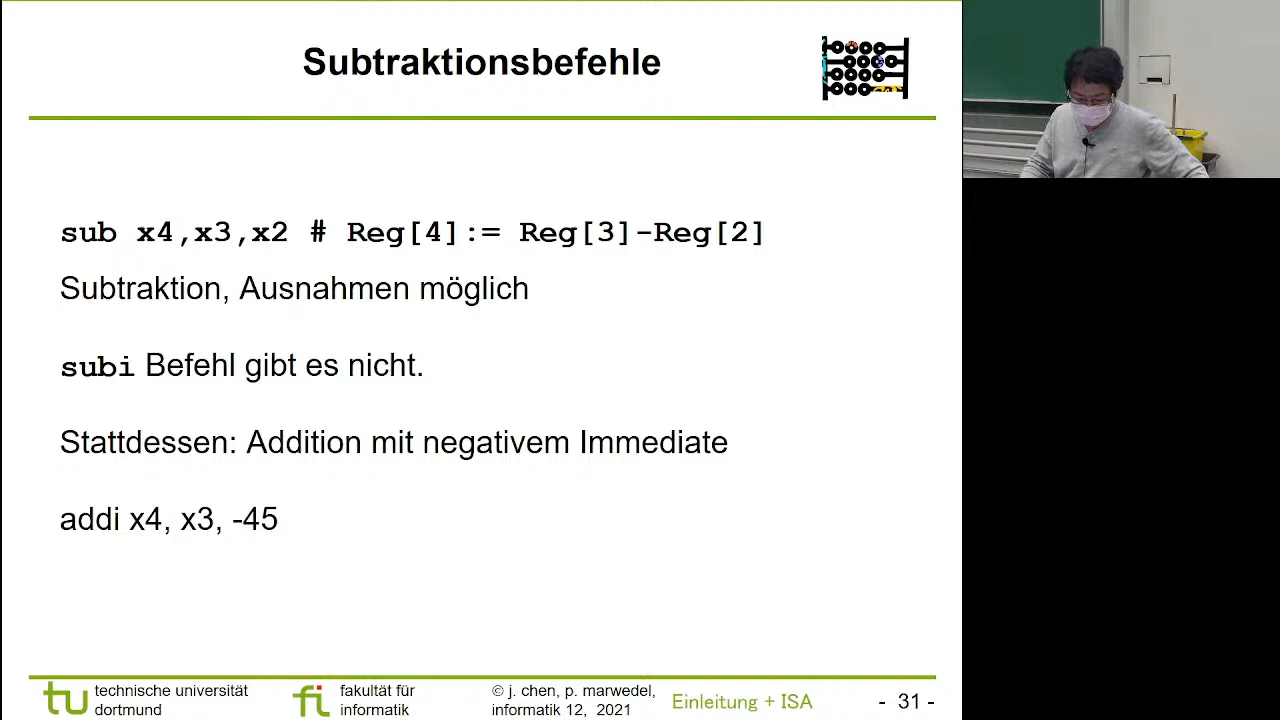 Subtraktionsbefehle
sub x4,x3,x2 # Reg[4]:= Reg[3]-Reg[2]
Subtraktion, Ausnahmen möglich
subi Befehl gibt es nicht.
Stattdessen: Addition mit negativem Immediate
addi x4, x3, -45
tu technische universität
dortmund
fi fakultät für
informatik
© j. chen, p. marwedel,
informatik 12, 2021
Einleitung + ISA
- 31 -